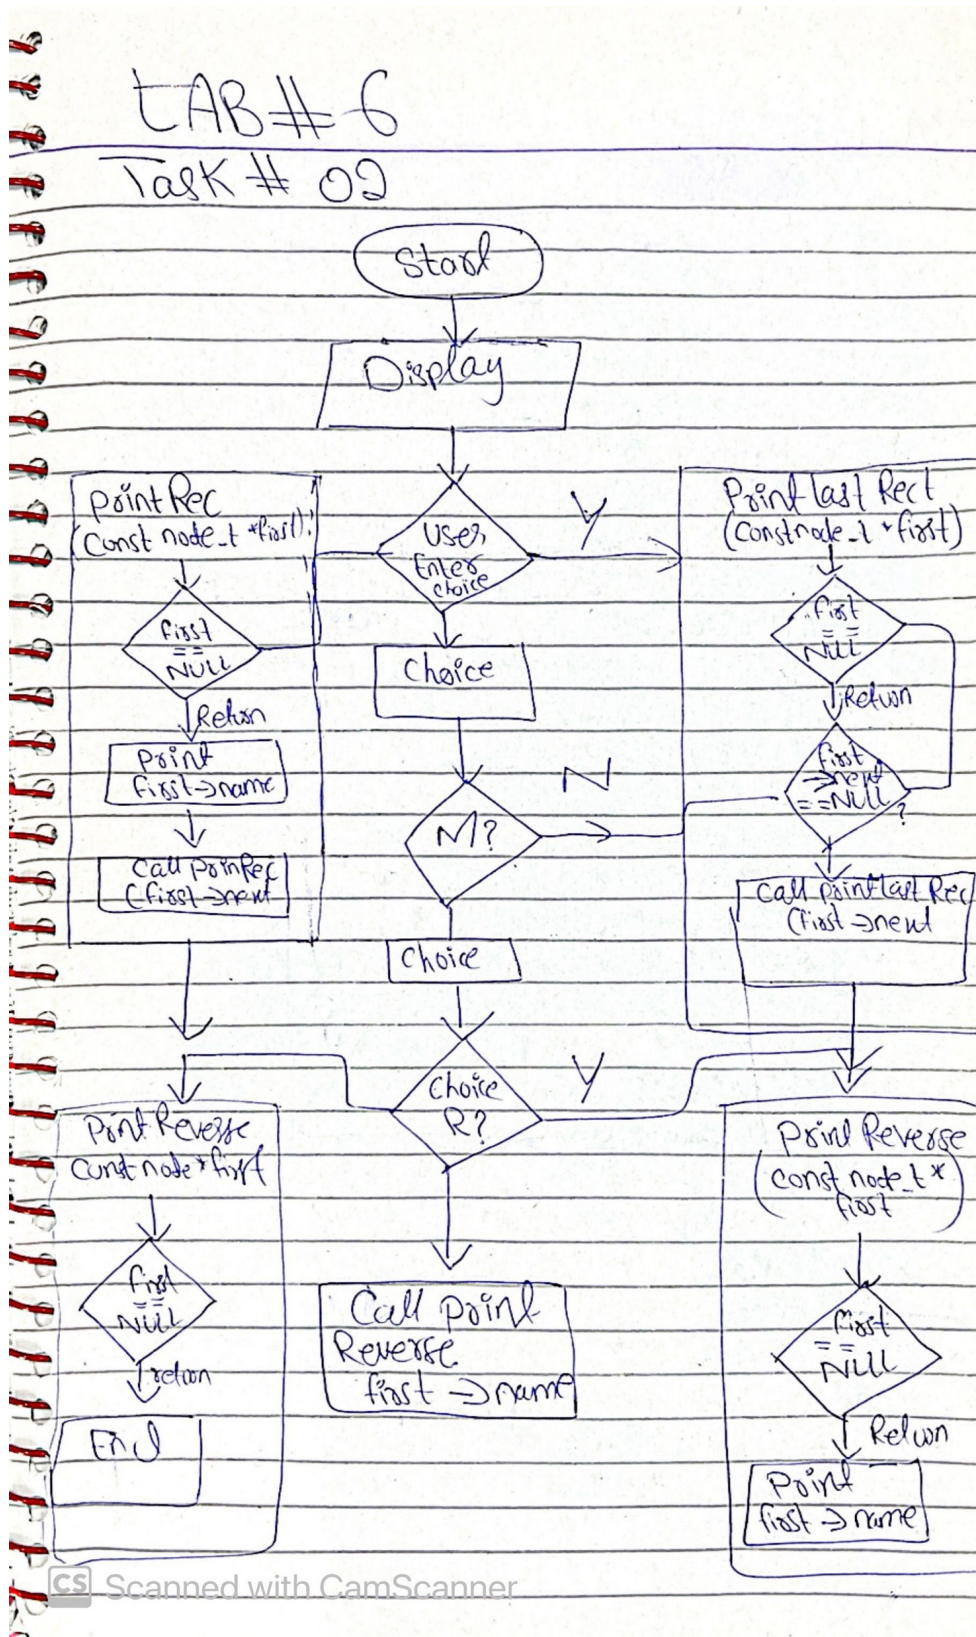 LAB # 6
Task # 02
Start
Display
PrintRec
(Const node_t *first)
first
==
NULL
Return
Print
first->name
Call PrinRec
(first->next
User
Enter
choice
Y
Choice
N
M?
Choice
Choice
R?
Y
Call Print
Reverse
first -> name
Print last Rect
(Const node_t * first)
first
==
NULL
Return
first
->next
==NULL
?
Call Print last Rec
(first ->next
Print Reverse
const node * first
first
==
NULL
return
End
Print Reverse
(const node_t *
first)
first
==
NULL
Return
Print
first -> name
CS Scanned with CamScanner